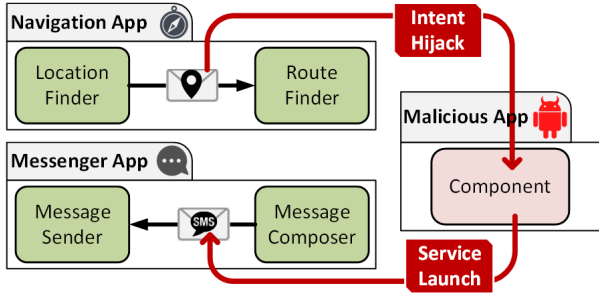 Navigation App
Location
Finder
Route
Finder
Intent
Hijack
Malicious App
Component
Messenger App
Message
Sender
SMS
Message
Composer
Service
Launch